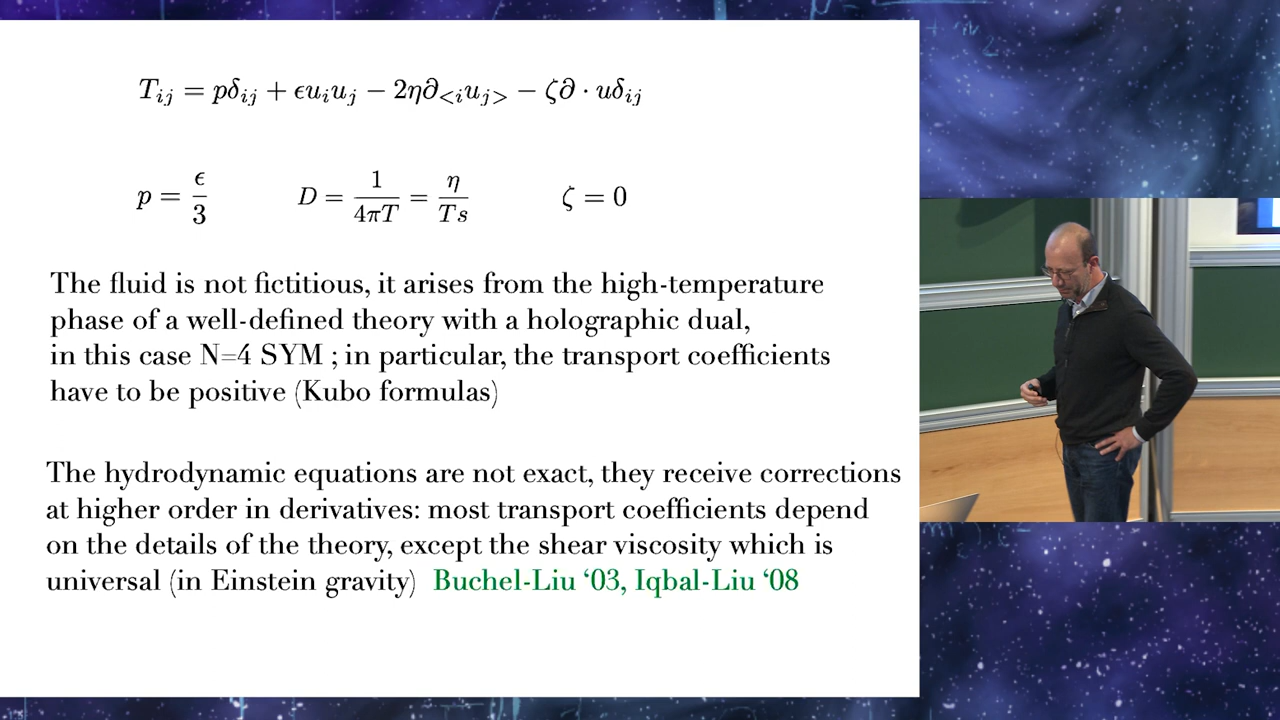 T_{ij} = pδ_{ij} + ϵu_iu_j − 2η∂_{<i}u_{j>} − ζ∂ · uδ_{ij}
p = ϵ/3    D = 1/(4πT) = η/(Ts)    ζ = 0
The fluid is not fictitious, it arises from the high-temperature
phase of a well-defined theory with a holographic dual,
in this case N=4 SYM ; in particular, the transport coefficients
have to be positive (Kubo formulas)
The hydrodynamic equations are not exact, they receive corrections
at higher order in derivatives: most transport coefficients depend
on the details of the theory, except the shear viscosity which is
universal (in Einstein gravity) Buchel-Liu ‘03, Iqbal-Liu ‘08